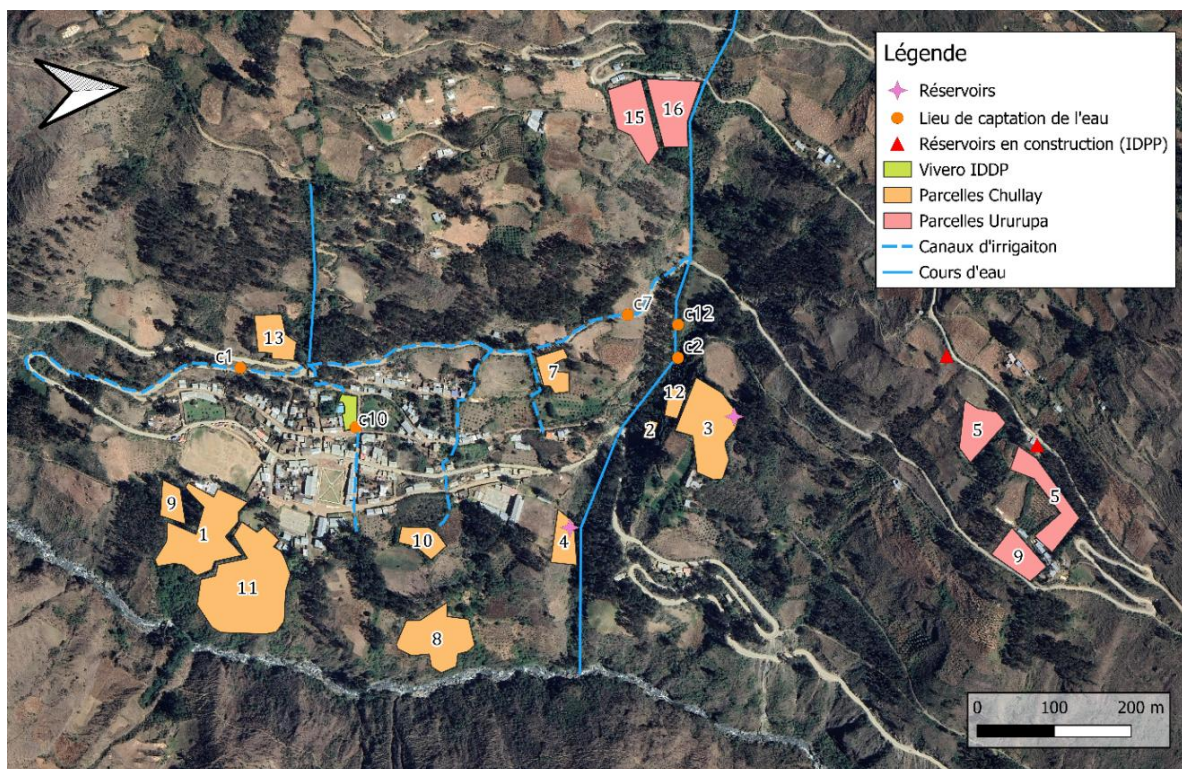 Légende
Réservoirs
Lieu de captation de l'eau
Réservoirs en construction (IDPP)
Vivero IDDP
Parcelles Chullay
Parcelles Ururupa
Canaux d'irrigaiton
Cours d'eau
15
16
c7
c12
13
c1
c2
7
12
c10
2
3
5
5
9
1
10
4
9
11
8
0 100 200 m